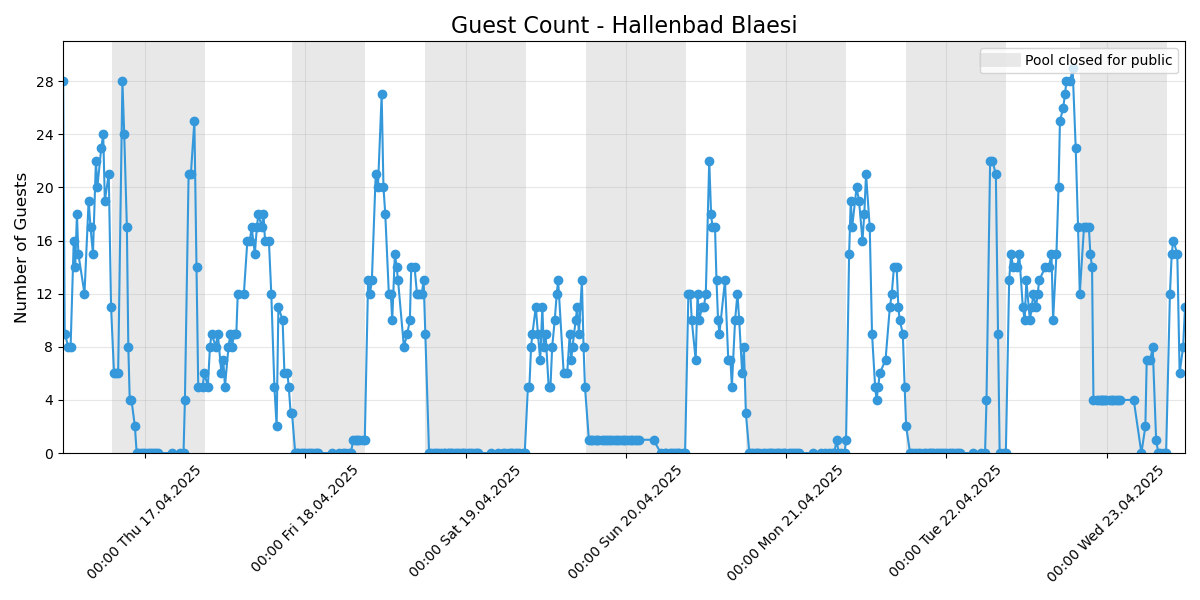 Guest Count - Hallenbad Blaesi
Pool closed for public
Number of Guests
28
24
20
16
12
8
4
0
00:00 Thu 17.04.2025
00:00 Fri 18.04.2025
00:00 Sat 19.04.2025
00:00 Sun 20.04.2025
00:00 Mon 21.04.2025
00:00 Tue 22.04.2025
00:00 Wed 23.04.2025